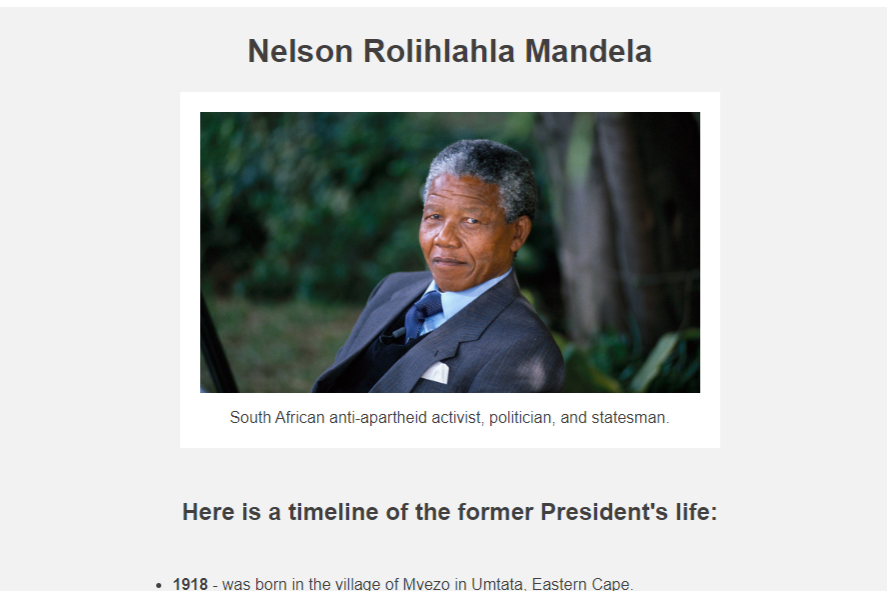 Nelson Rolihlahla Mandela
South African anti-apartheid activist, politician, and statesman.
Here is a timeline of the former President's life:
1918 - was born in the village of Mvezo in Umtata, Eastern Cape.